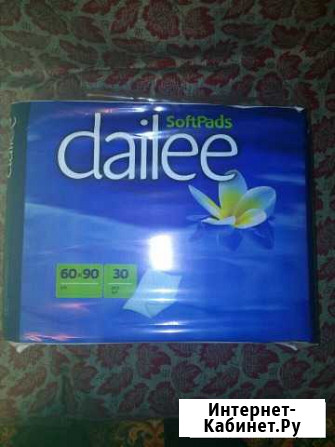 SoftPads
dailee
60×90 30
Интернет-
Кабинет.Ру